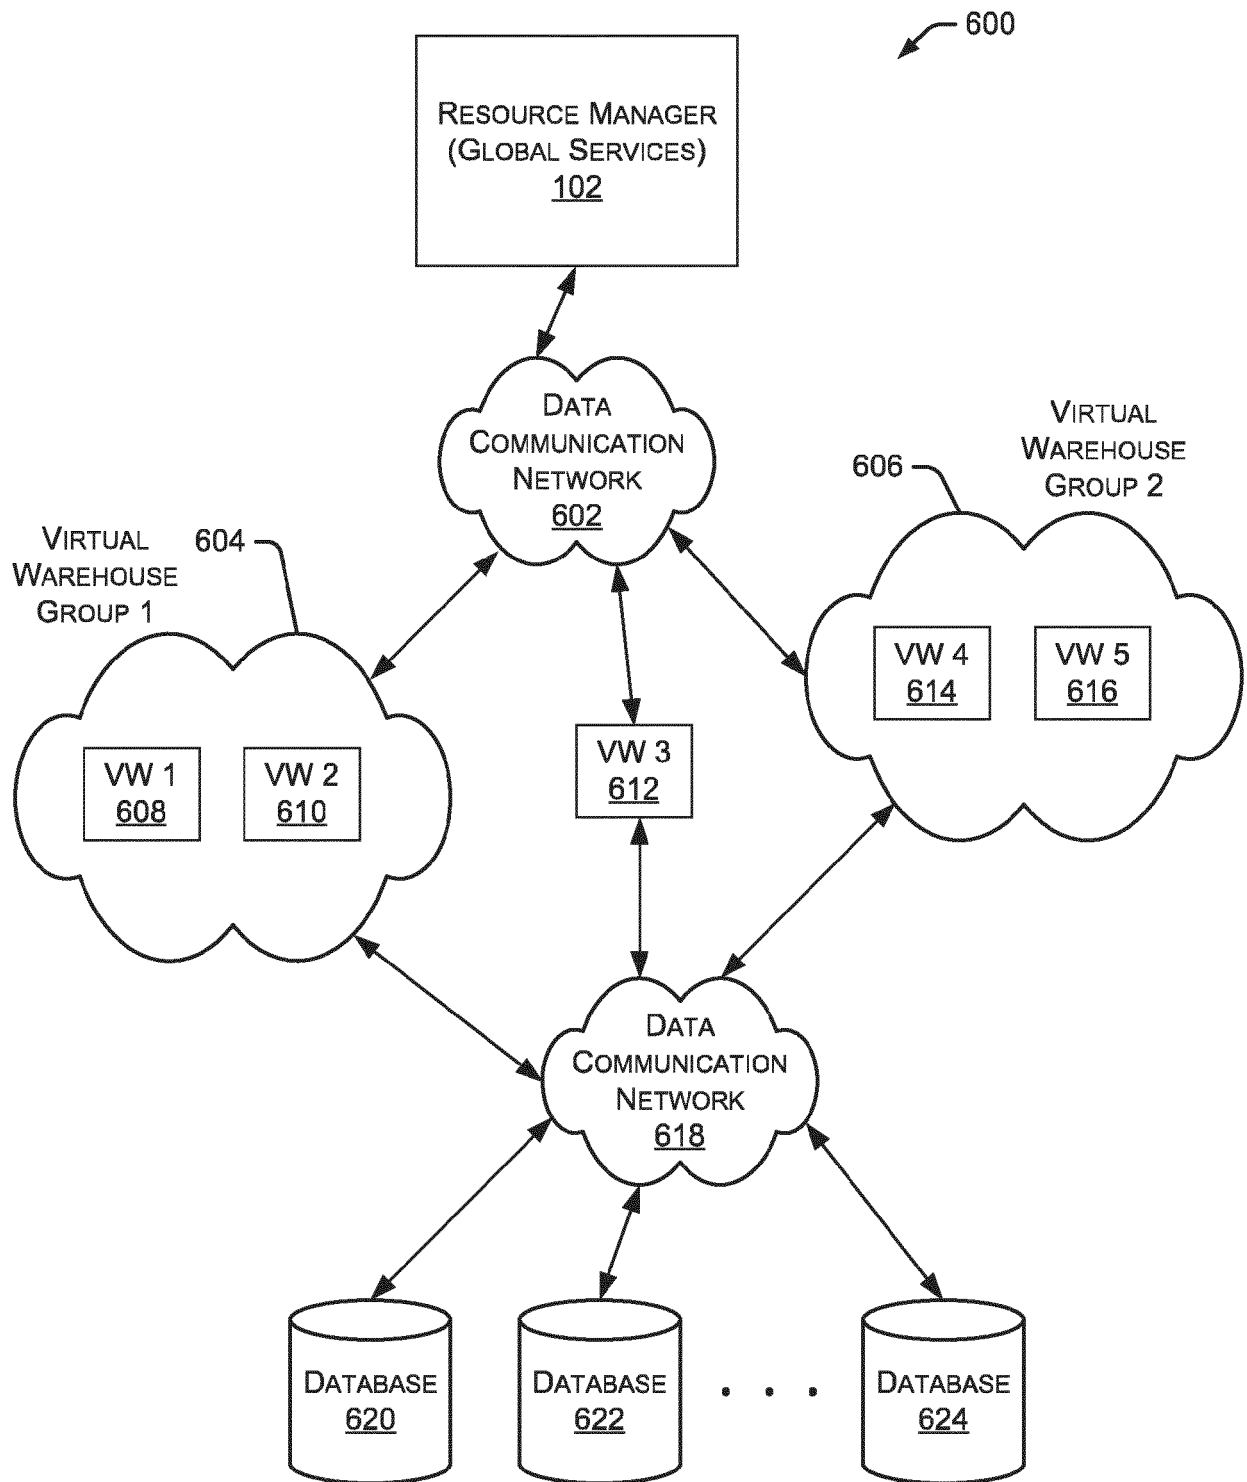 600
RESOURCE MANAGER
(GLOBAL SERVICES)
102
DATA
COMMUNICATION
NETWORK
602
VIRTUAL
WAREHOUSE
GROUP 2
606
VIRTUAL
WAREHOUSE
GROUP 1
604
VW 4
614
VW 5
616
VW 1
608
VW 2
610
VW 3
612
DATA
COMMUNICATION
NETWORK
618
DATABASE
620
DATABASE
622
. . .
DATABASE
624